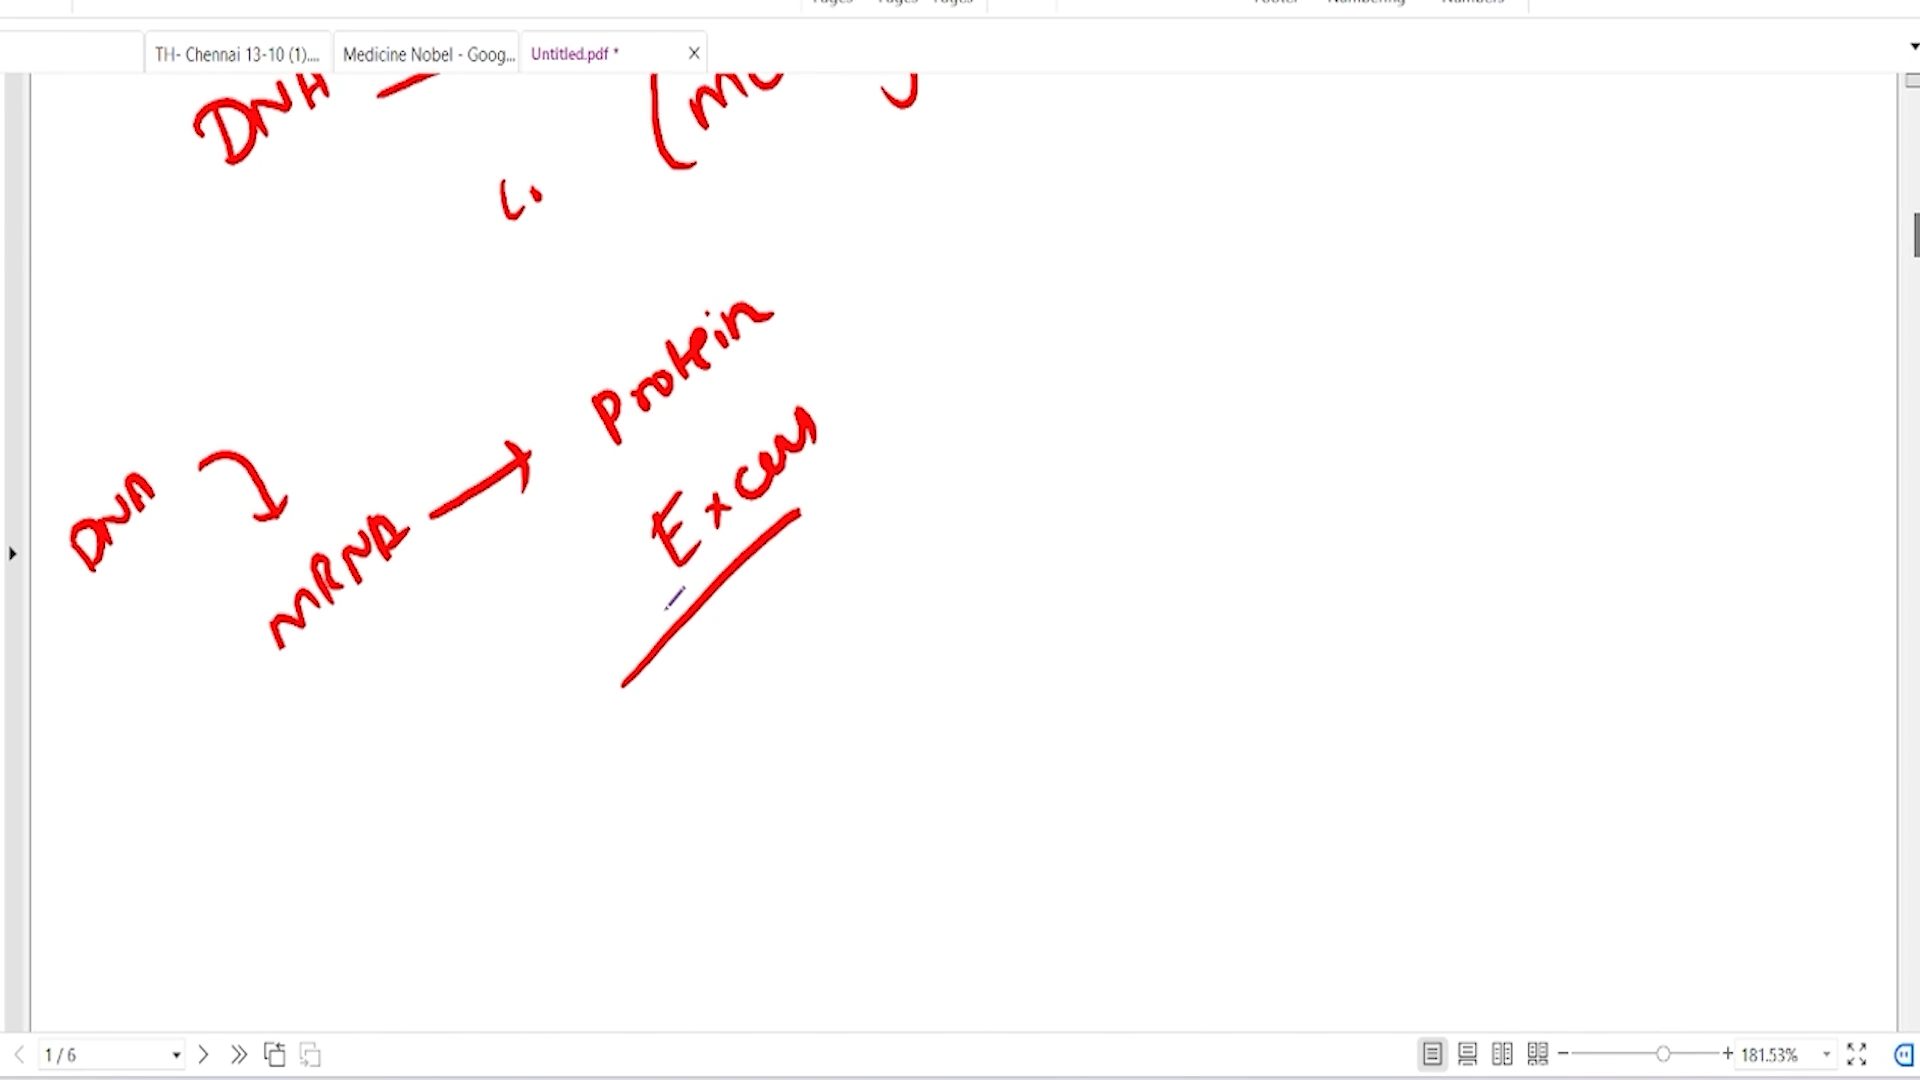 TH- Chennai 13-10 (1)....
Medicine Nobel - Goog...
Untitled.pdf *
DNA
Protein
Excess
DNA
mRNA
1 / 6
181.53%